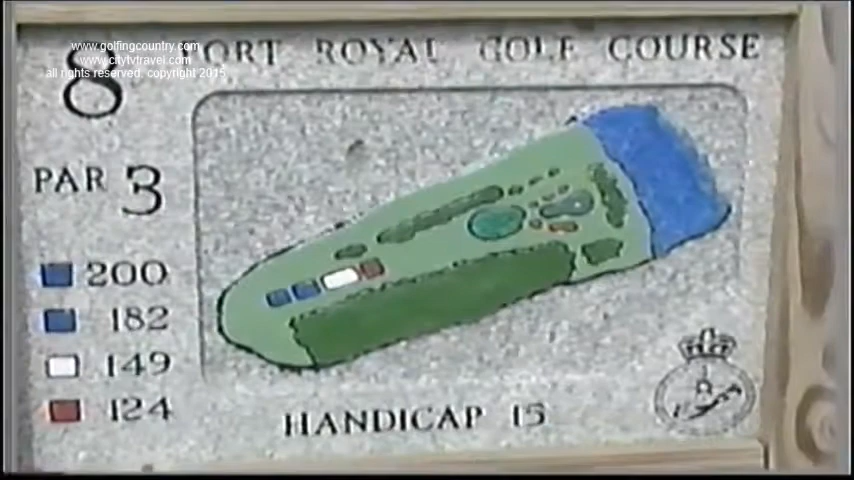 www.golfingcountry.com
www.citytvtravel.com
all rights reserved. copyright 2015
8 PORT ROYAL GOLF COURSE
PAR 3
200
182
149
124
HANDICAP 15